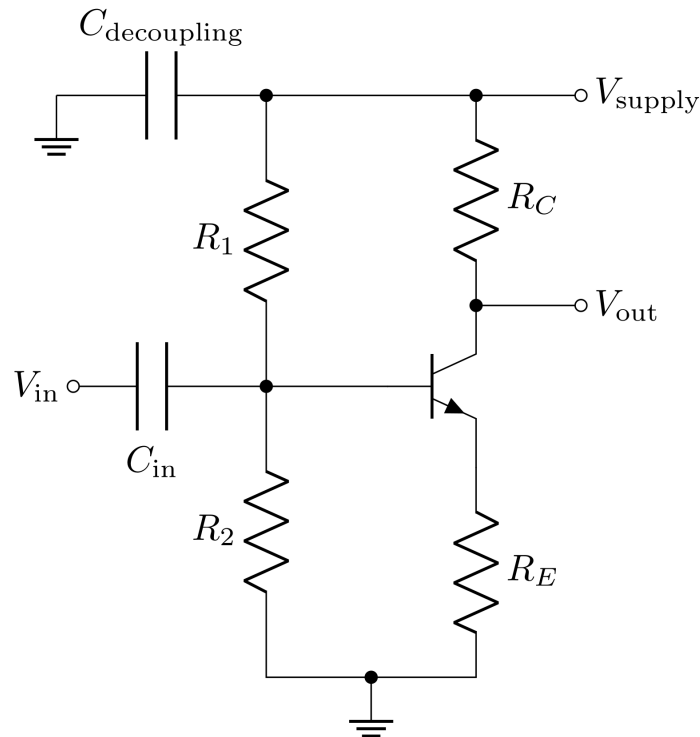 C_decoupling
V_supply
R_C
R_1
V_out
V_in
C_in
R_2
R_E